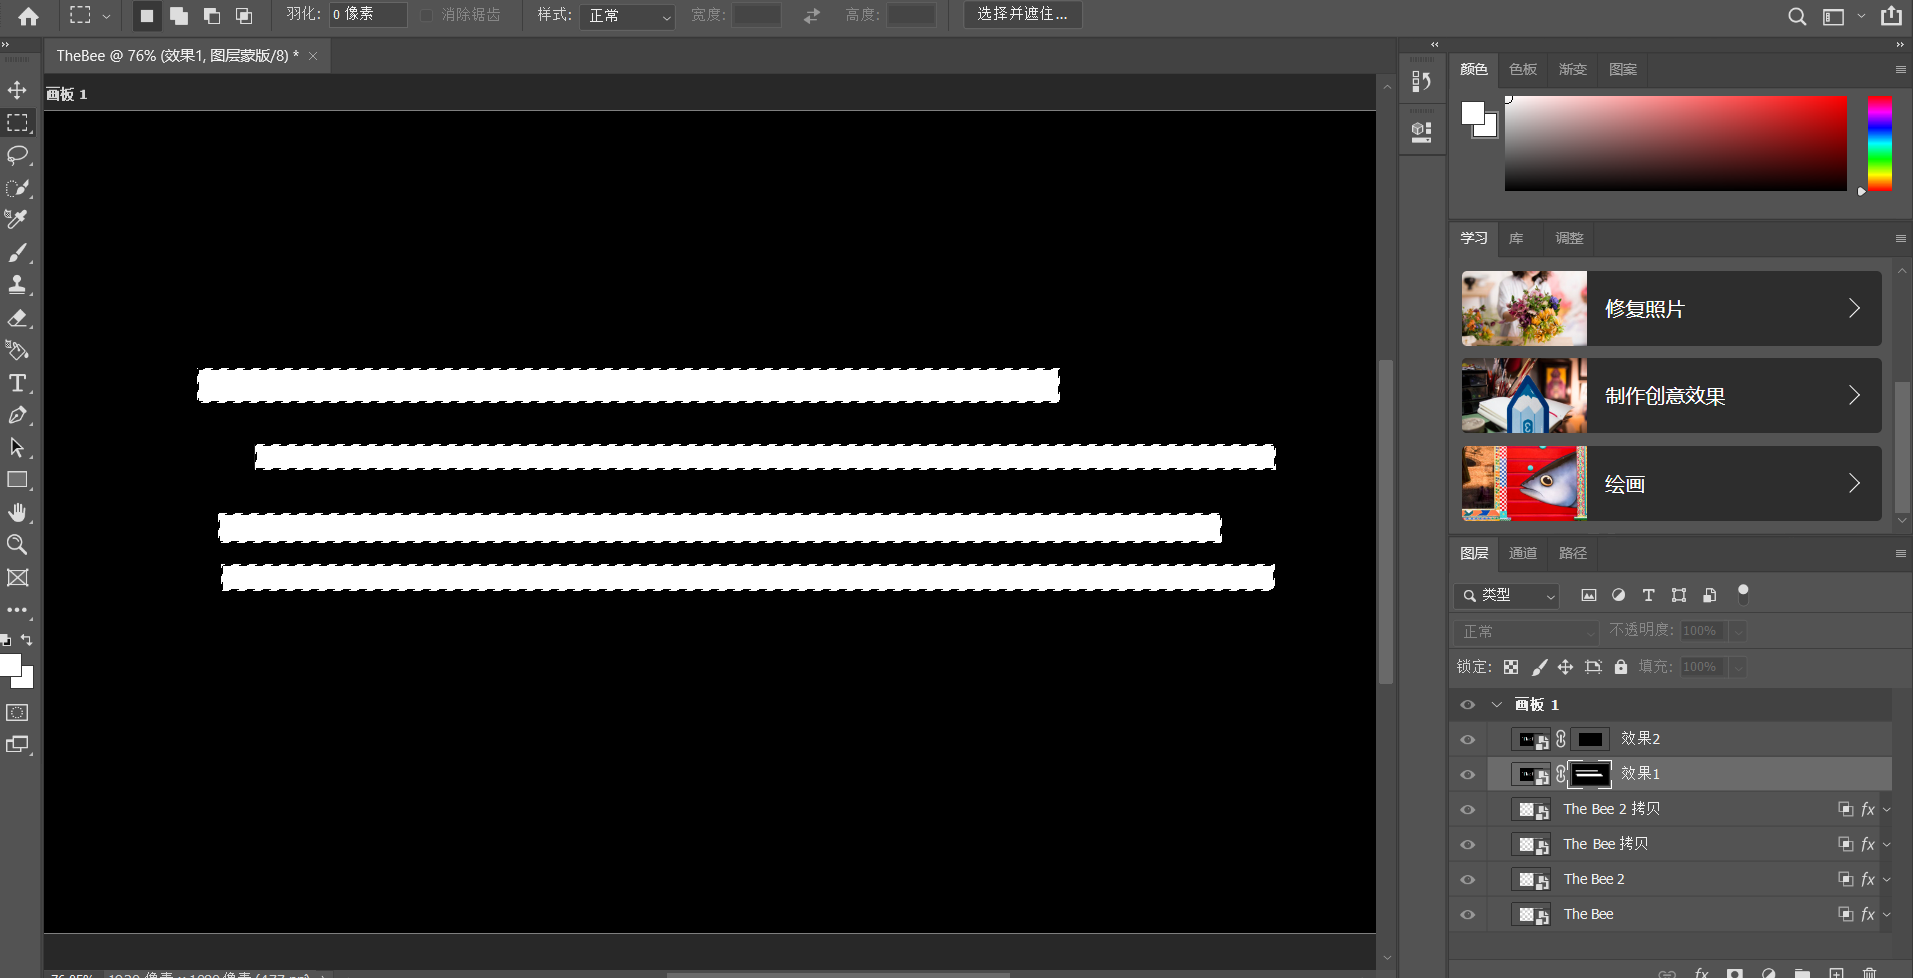 羽化: 0 像素 消除锯齿 样式: 正常 宽度: 高度: 选择并遮住...
TheBee @ 76% (效果1, 图层蒙版/8) * ×
画板 1
颜色 色板 渐变 图案
学习 库 调整
修复照片
制作创意效果
绘画
图层 通道 路径
类型
正常 不透明度: 100%
锁定: 填充: 100%
画板 1
效果2
效果1
The Bee 2 拷贝 fx
The Bee 拷贝 fx
The Bee 2 fx
The Bee fx